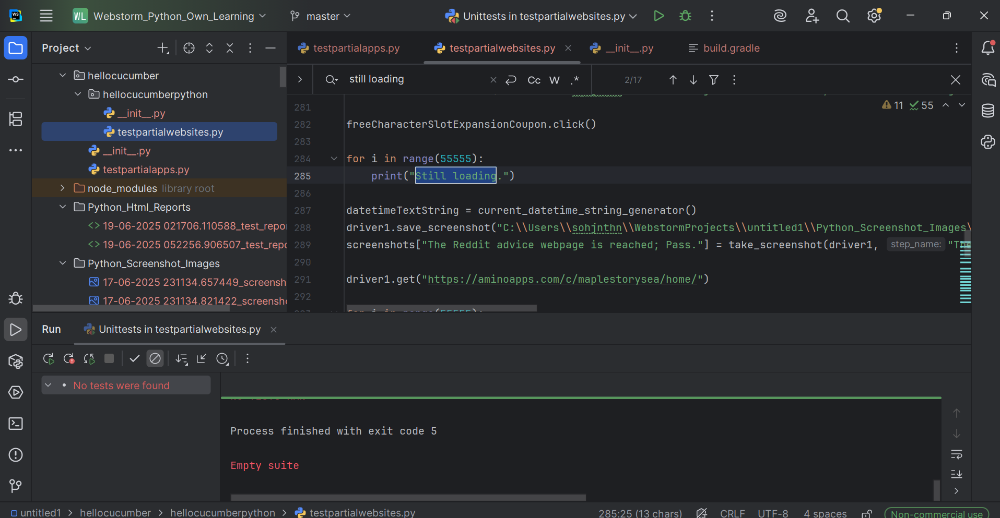 WS
WL Webstorm_Python_Own_Learning
master
Unittests in testpartialwebsites.py
Project
hellocucumber
hellocucumberpython
__init__.py
testpartialwebsites.py
__init__.py
testpartialapps.py
node_modules library root
Python_Html_Reports
19-06-2025 021706.110588_test_repo
19-06-2025 052256.906507_test_repo
Python_Screenshot_Images
17-06-2025 231134.657449_screensh
17-06-2025 231134.821422_screensh
testpartialapps.py
testpartialwebsites.py
__init__.py
build.gradle
still loading
Cc W .*
2/17
11 55
281
282 freeCharacterSlotExpansionCoupon.click()
283
284 for i in range(55555):
285 print("Still loading.")
286
287 datetimeTextString = current_datetime_string_generator()
288 driver1.save_screenshot("C:\\Users\\sohjnthn\\WebstormProjects\\untitled1\\Python_Screenshot_Images\
289 screenshots["The Reddit advice webpage is reached; Pass."] = take_screenshot(driver1, step_name: "The
290
291 driver1.get("https://aminoapps.com/c/maplestorysea/home/")
292
Run
Unittests in testpartialwebsites.py
No tests were found
Process finished with exit code 5
Empty suite
untitled1 > hellocucumber > hellocucumberpython > testpartialwebsites.py
285:25 (13 chars)
CRLF
UTF-8
4 spaces
Non-commercial use